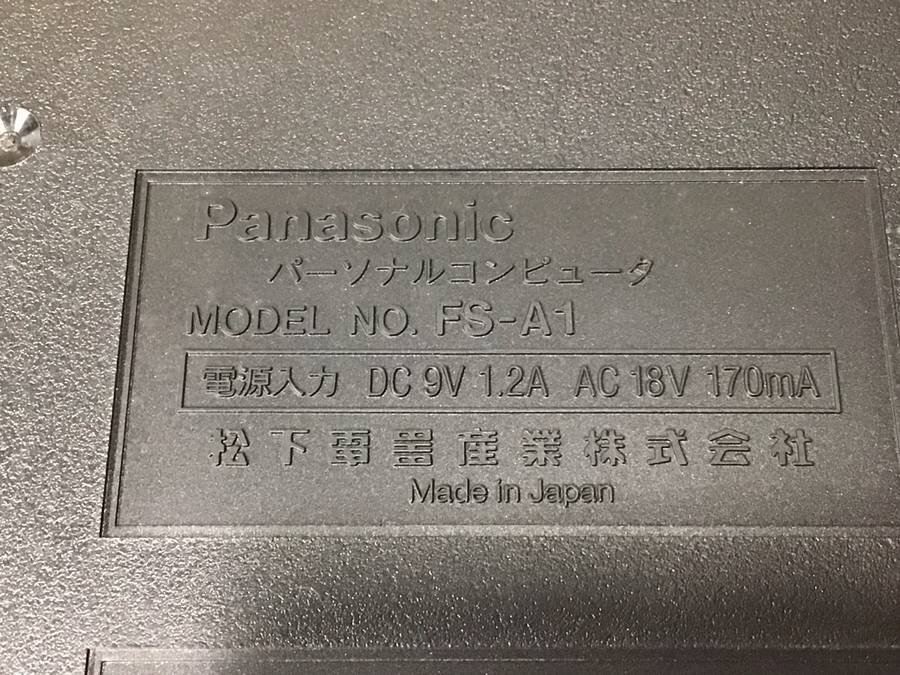 Panasonic
パーソナルコンピュータ
MODEL NO. FS-A1
電源入力 DC 9V 1.2A AC 18V 170mA
松下電器産業株式会社
Made in Japan